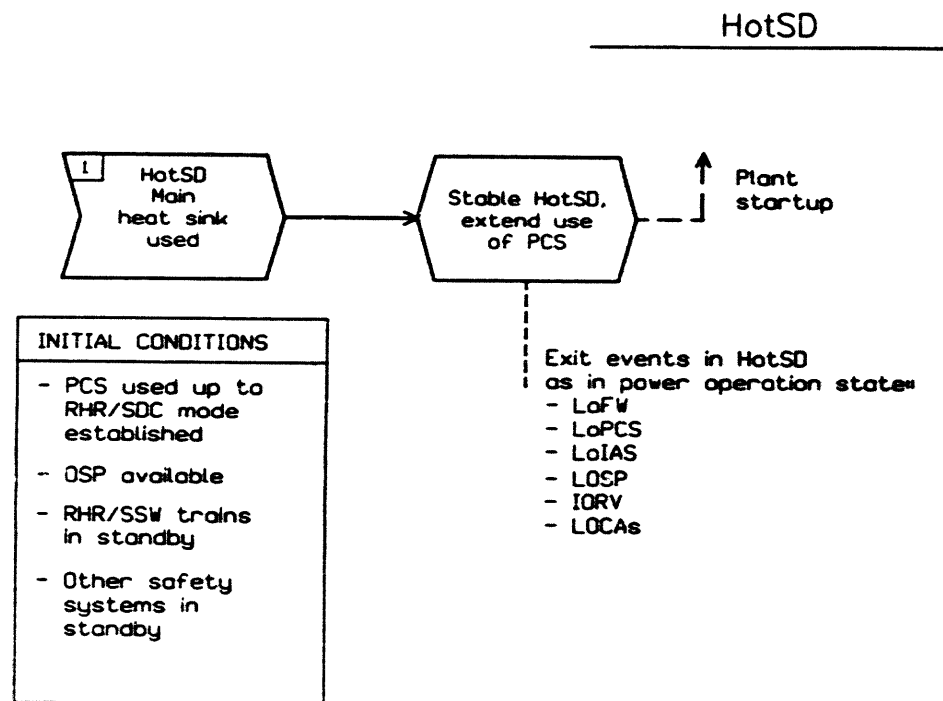 HotSD
1
HotSD
Main
heat sink
used
Stable HotSD,
extend use
of PCS
Plant
startup
INITIAL CONDITIONS
- PCS used up to
RHR/SDC mode
established
- OSP available
- RHR/SSW trains
in standby
- Other safety
systems in
standby
Exit events in HotSD
as in power operation state"
- LoFW
- LoPCS
- LoIAS
- LOSP
- IORV
- LOCAs